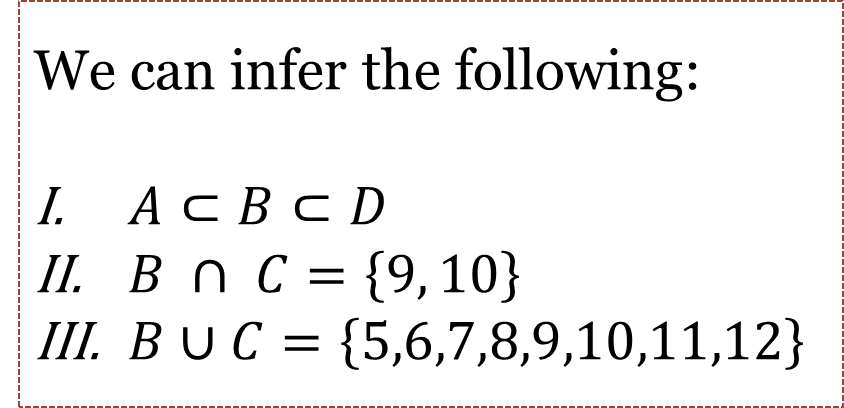 We can infer the following:
I. A ⊂ B ⊂ D
II. B ∩ C = {9, 10}
III. B ∪ C = {5,6,7,8,9,10,11,12}